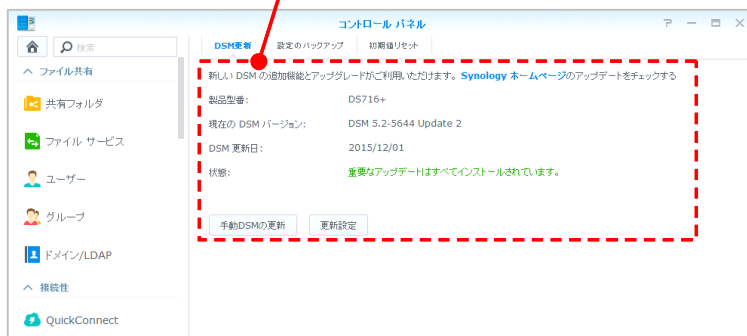 コントロール パネル
検索
DSM更新 設定のバックアップ 初期値リセット
ファイル共有
共有フォルダ
ファイル サービス
ユーザー
グループ
ドメイン/LDAP
接続性
QuickConnect
新しい DSM の追加機能とアップグレードがご利用いただけます。Synology ホームページのアップデートをチェックする
製品型番: DS716+
現在の DSM バージョン: DSM 5.2-5644 Update 2
DSM 更新日: 2015/12/01
状態: 重要なアップデートはすべてインストールされています。
手動DSMの更新 更新設定